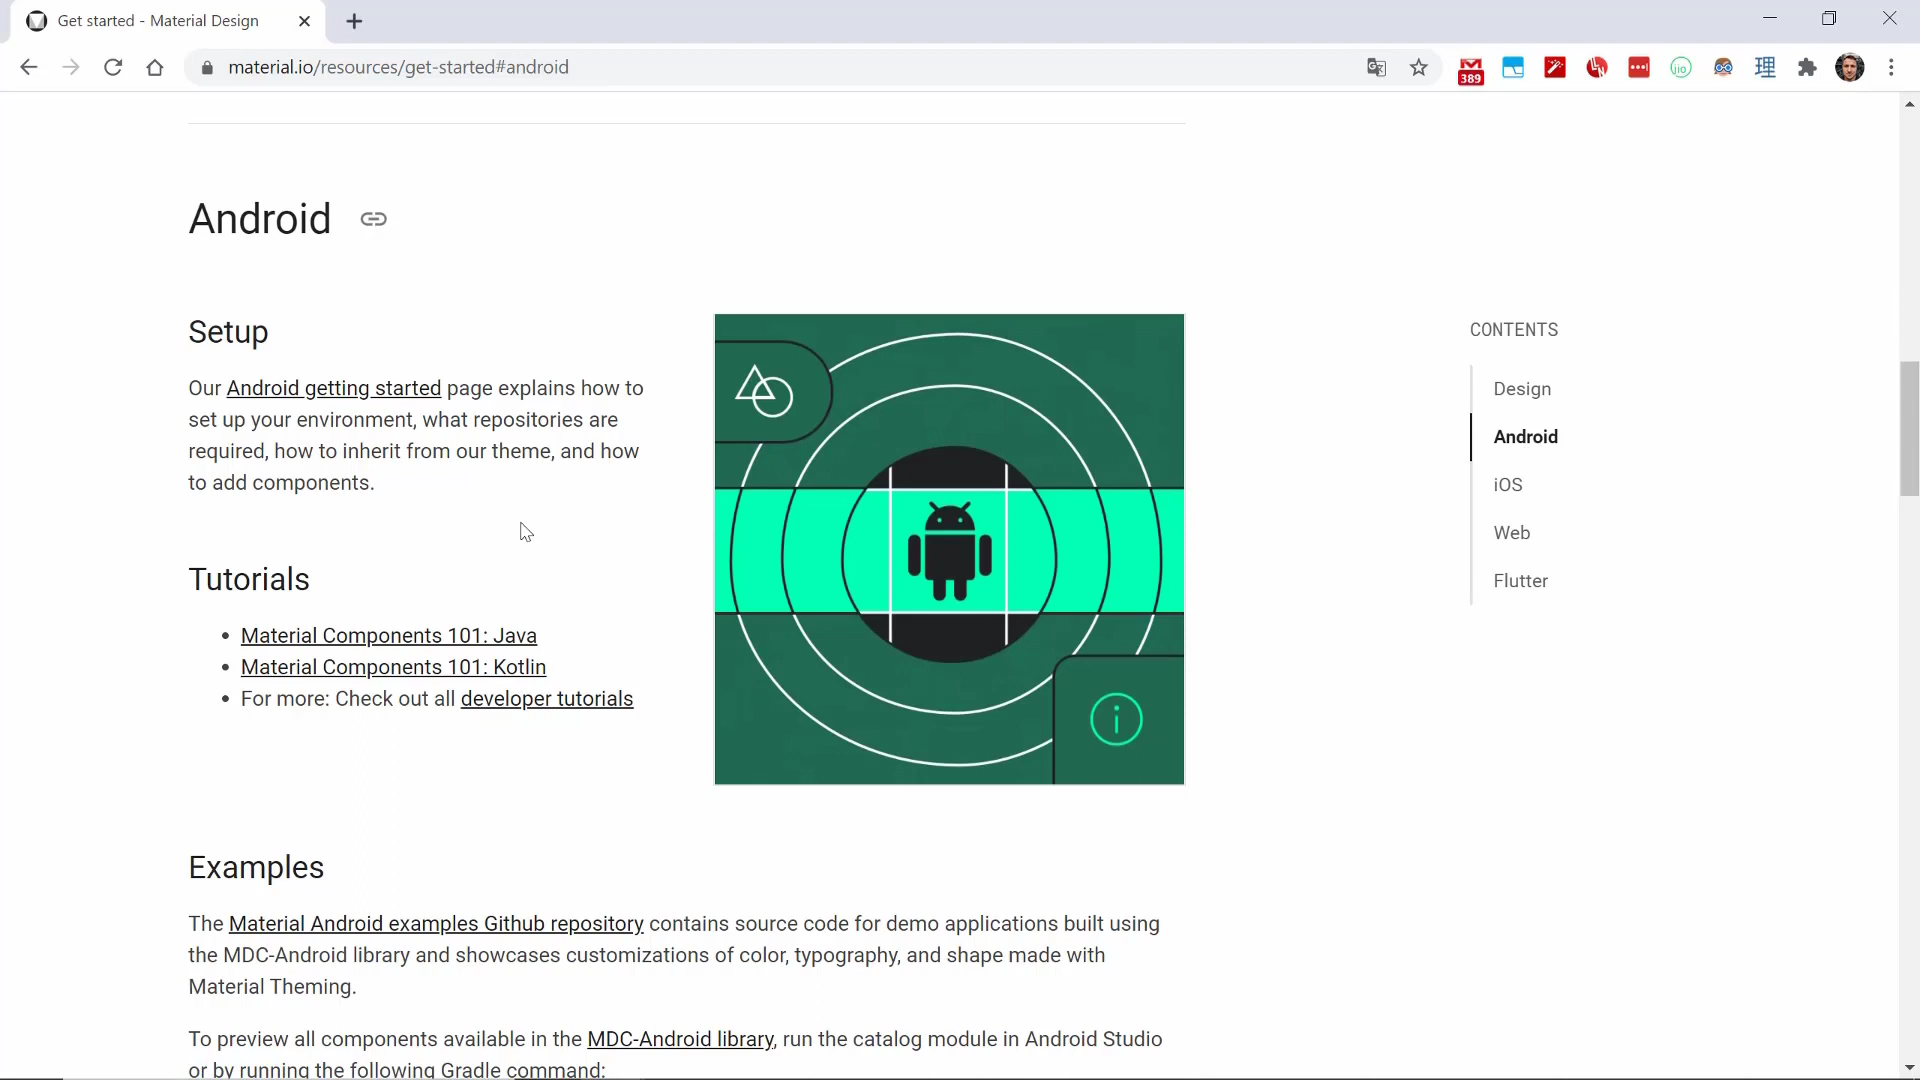 Get started - Material Design
material.io/resources/get-started#android
389
Android
Setup
Our Android getting started page explains how to
set up your environment, what repositories are
required, how to inherit from our theme, and how
to add components.
Tutorials
Material Components 101: Java
Material Components 101: Kotlin
For more: Check out all developer tutorials
CONTENTS
Design
Android
iOS
Web
Flutter
Examples
The Material Android examples Github repository contains source code for demo applications built using
the MDC-Android library and showcases customizations of color, typography, and shape made with
Material Theming.
To preview all components available in the MDC-Android library, run the catalog module in Android Studio
or by running the following Gradle command: